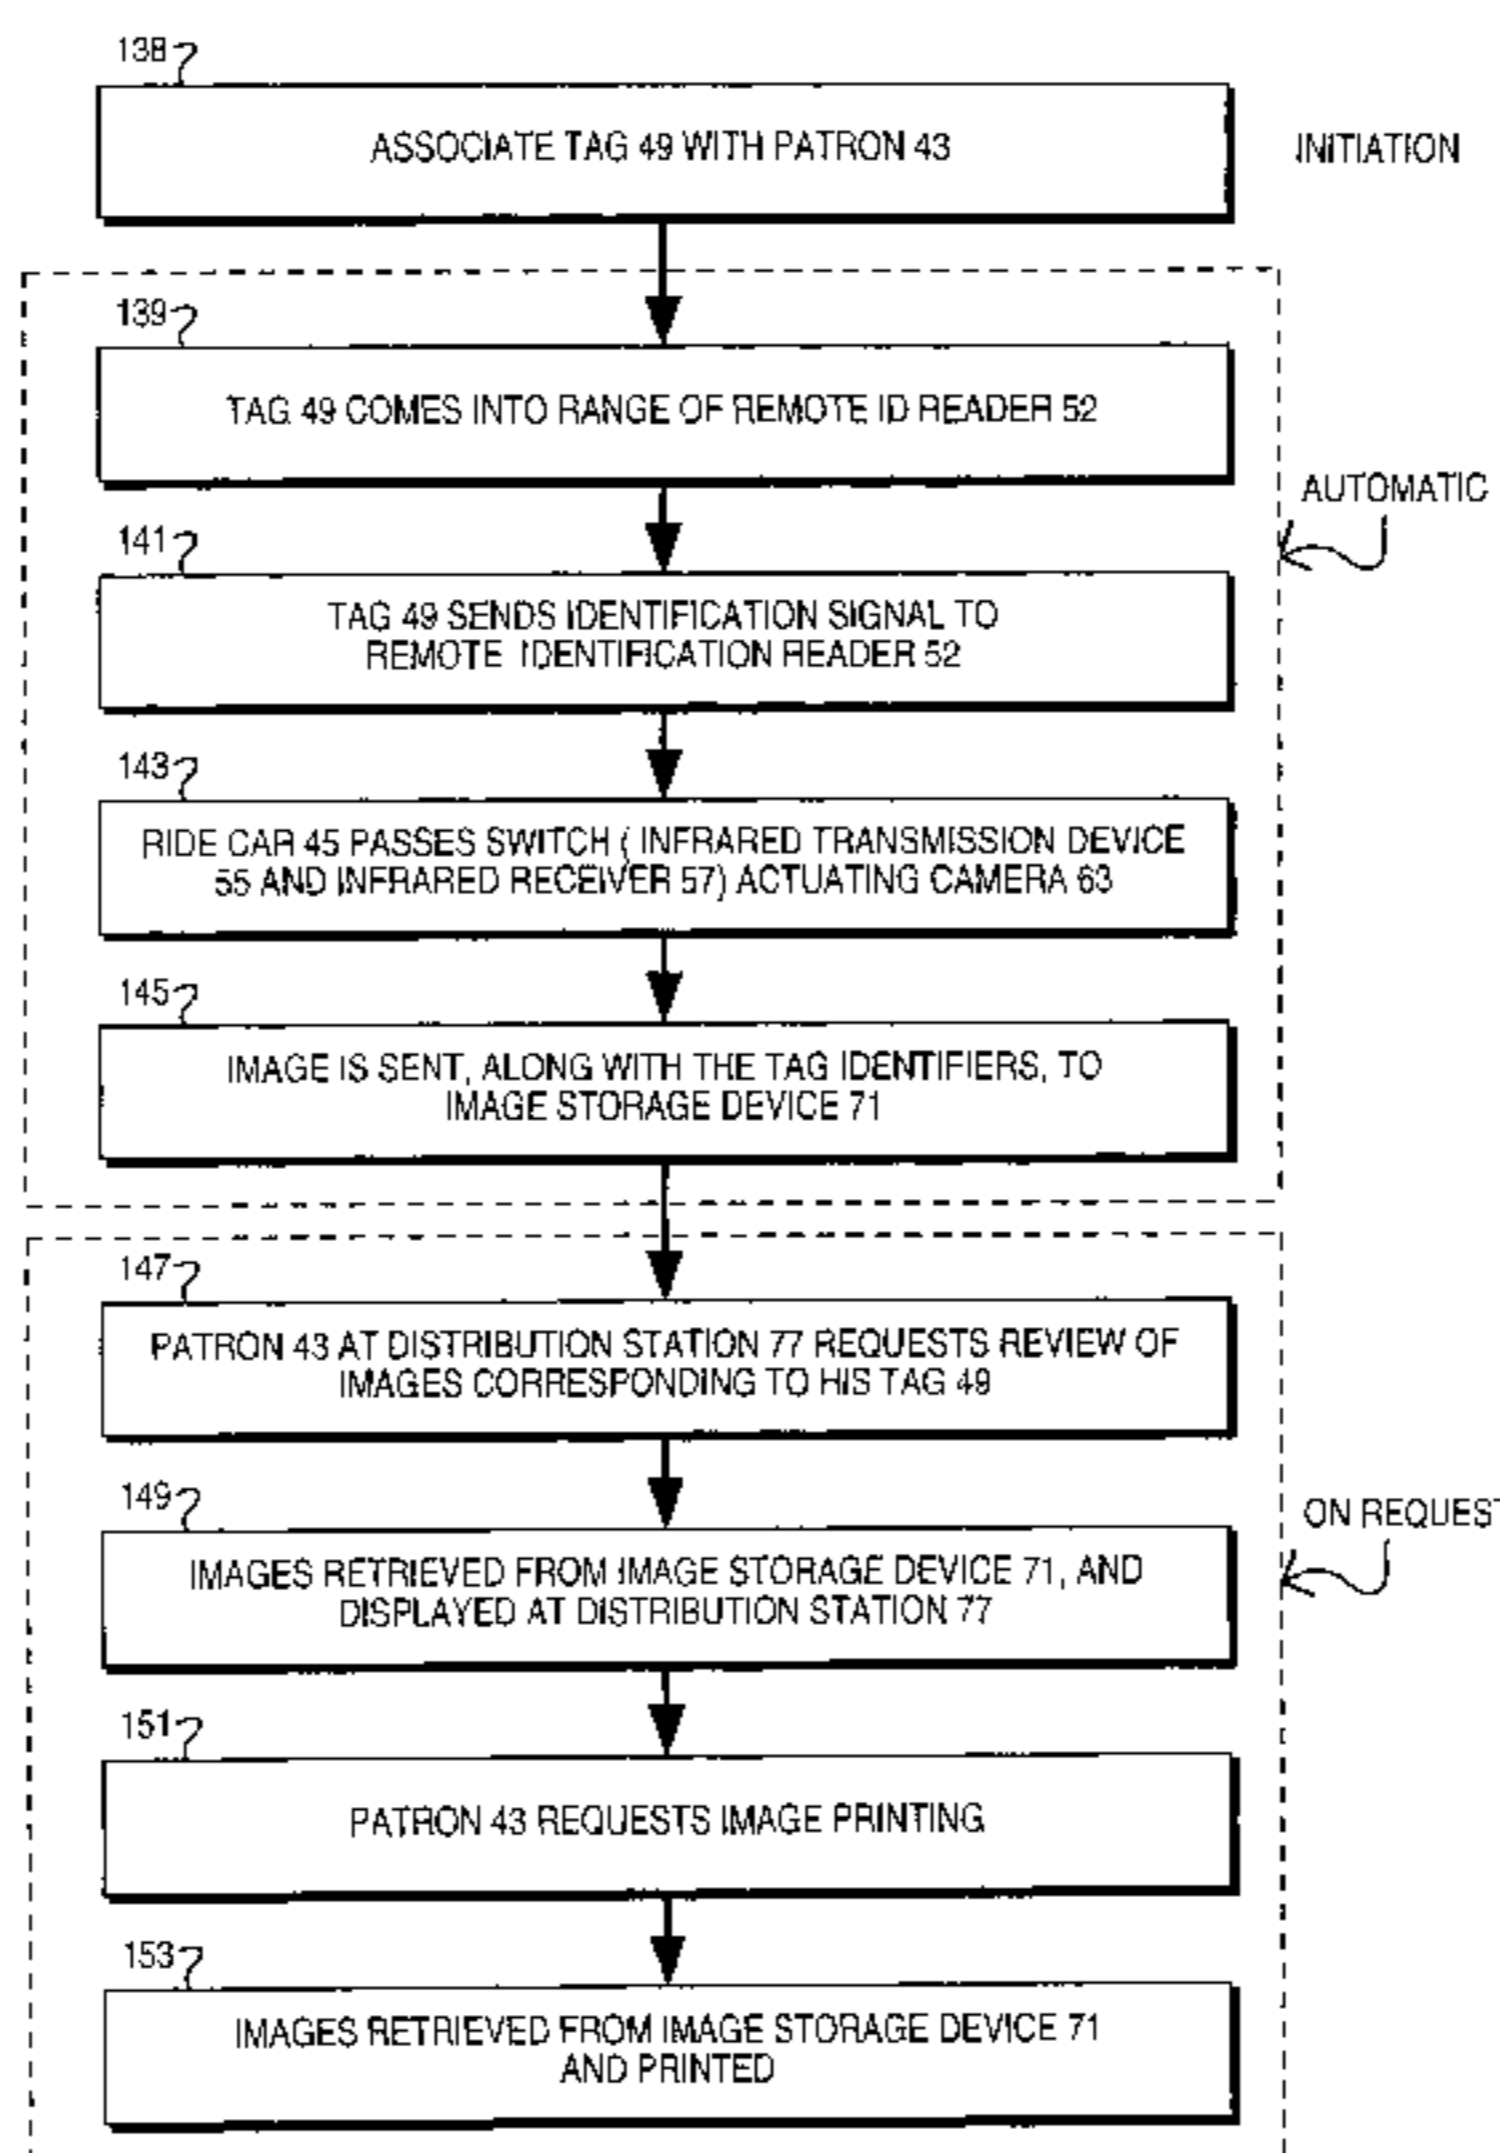 138
ASSOCIATE TAG 49 WITH PATRON 43
INITIATION
139
TAG 49 COMES INTO RANGE OF REMOTE ID READER 52
AUTOMATIC
141
TAG 49 SENDS IDENTIFICATION SIGNAL TO
REMOTE IDENTIFICATION READER 52
143
RIDE CAR 45 PASSES SWITCH ( INFRARED TRANSMISSION DEVICE
55 AND INFRARED RECEIVER 57) ACTUATING CAMERA 63
145
IMAGE IS SENT, ALONG WITH THE TAG IDENTIFIERS, TO
IMAGE STORAGE DEVICE 71
147
PATRON 43 AT DISTRIBUTION STATION 77 REQUESTS REVIEW OF
IMAGES CORRESPONDING TO HIS TAG 49
149
IMAGES RETRIEVED FROM IMAGE STORAGE DEVICE 71, AND
DISPLAYED AT DISTRIBUTION STATION 77
ON REQUEST
151
PATRON 43 REQUESTS IMAGE PRINTING
153
IMAGES RETRIEVED FROM IMAGE STORAGE DEVICE 71
AND PRINTED